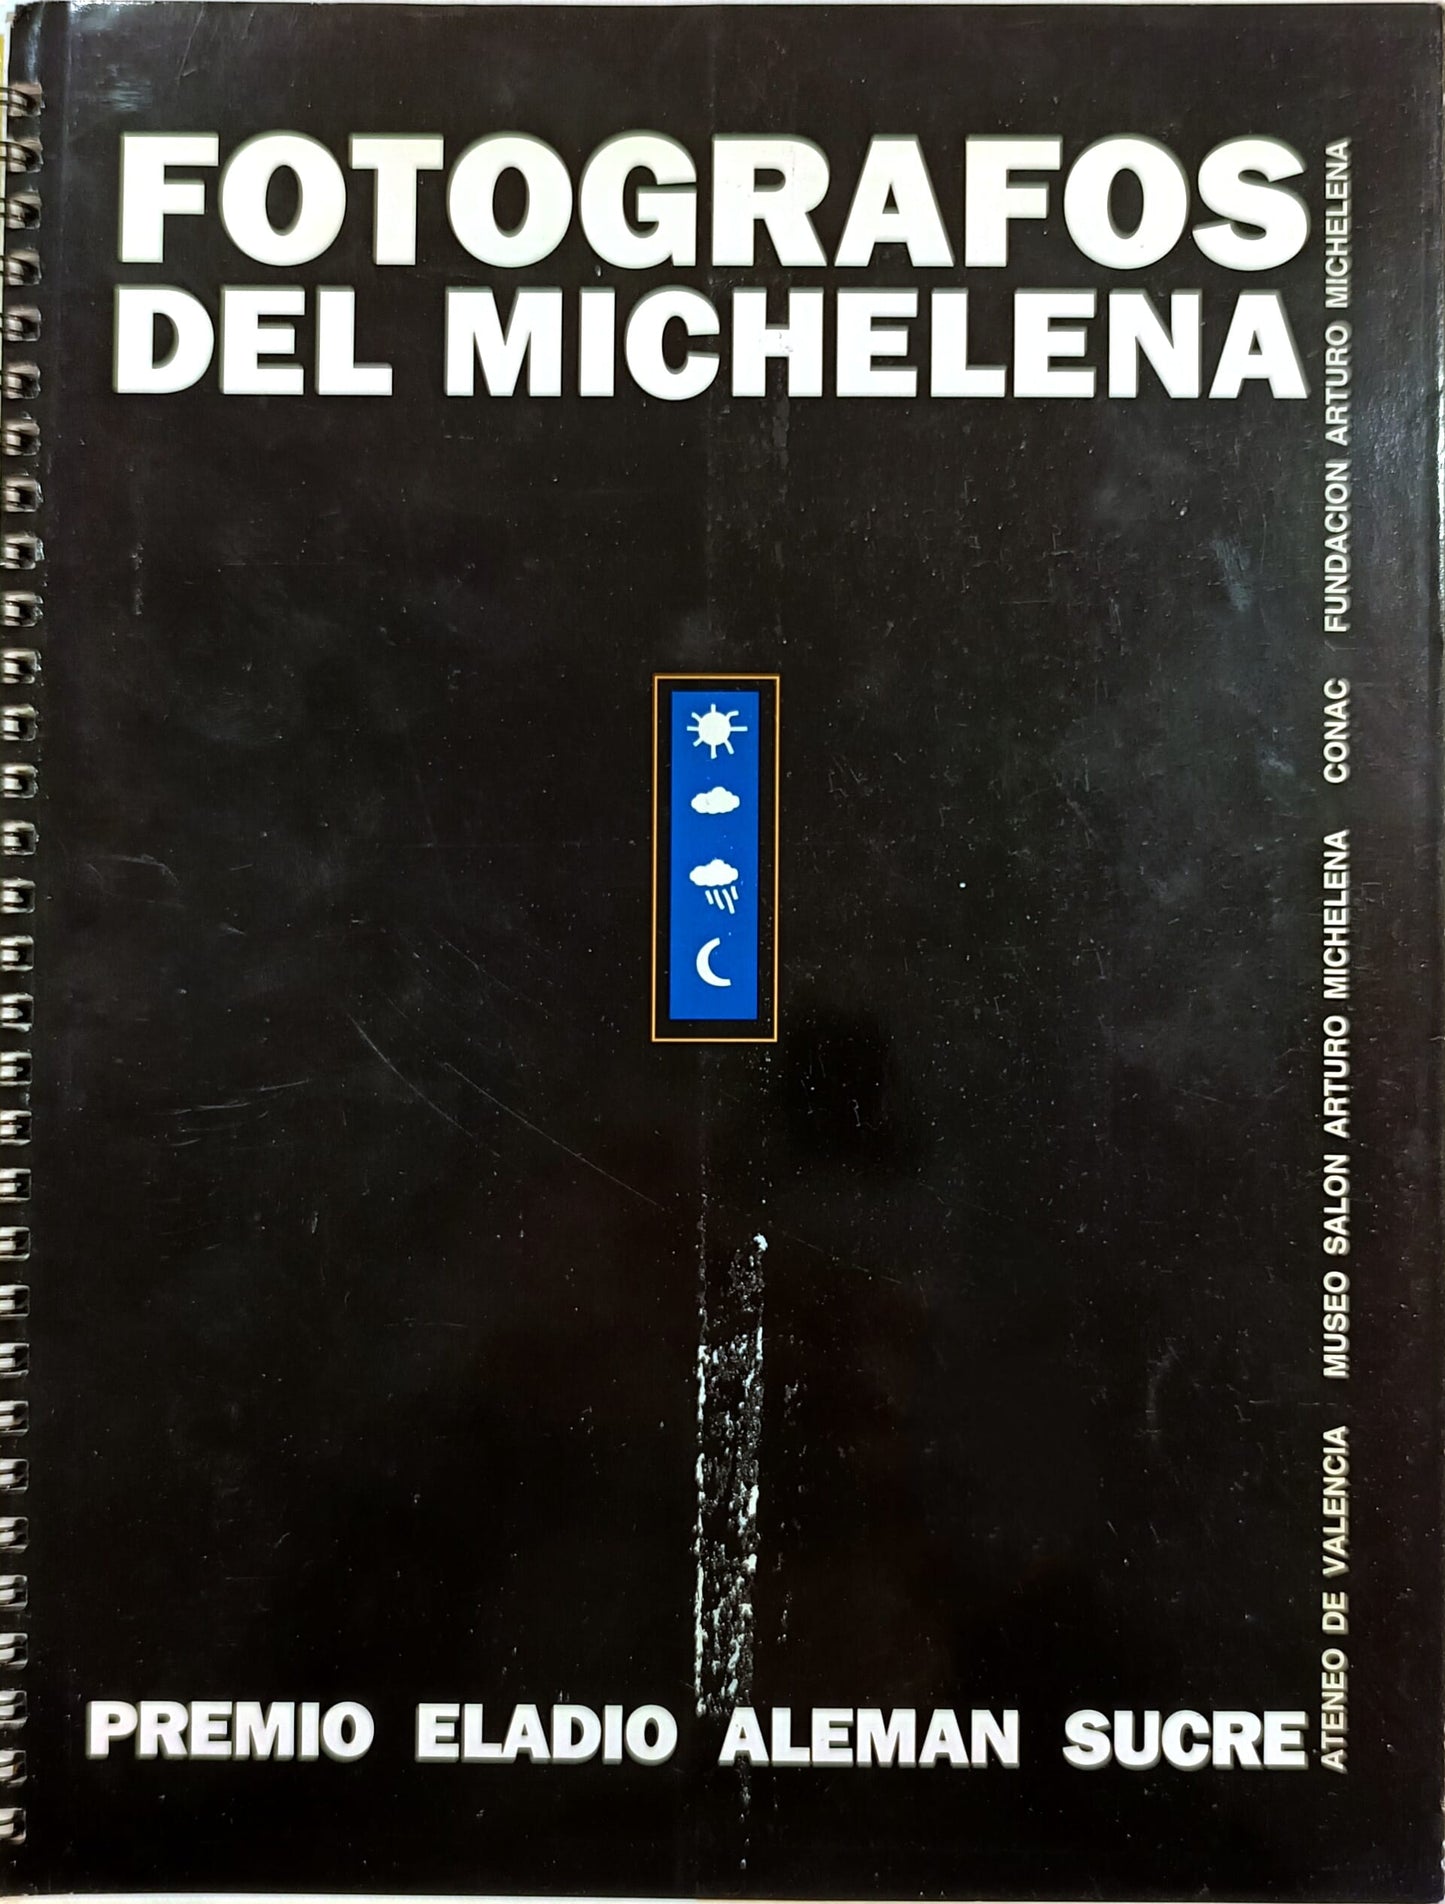 FOTOGRAFOS
DEL MICHELENA
PREMIO ELADIO ALEMAN SUCRE
ATENEO DE VALENCIA MUSEO SALON ARTURO MICHELENA CONAC FUNDACION ARTURO MICHELENA